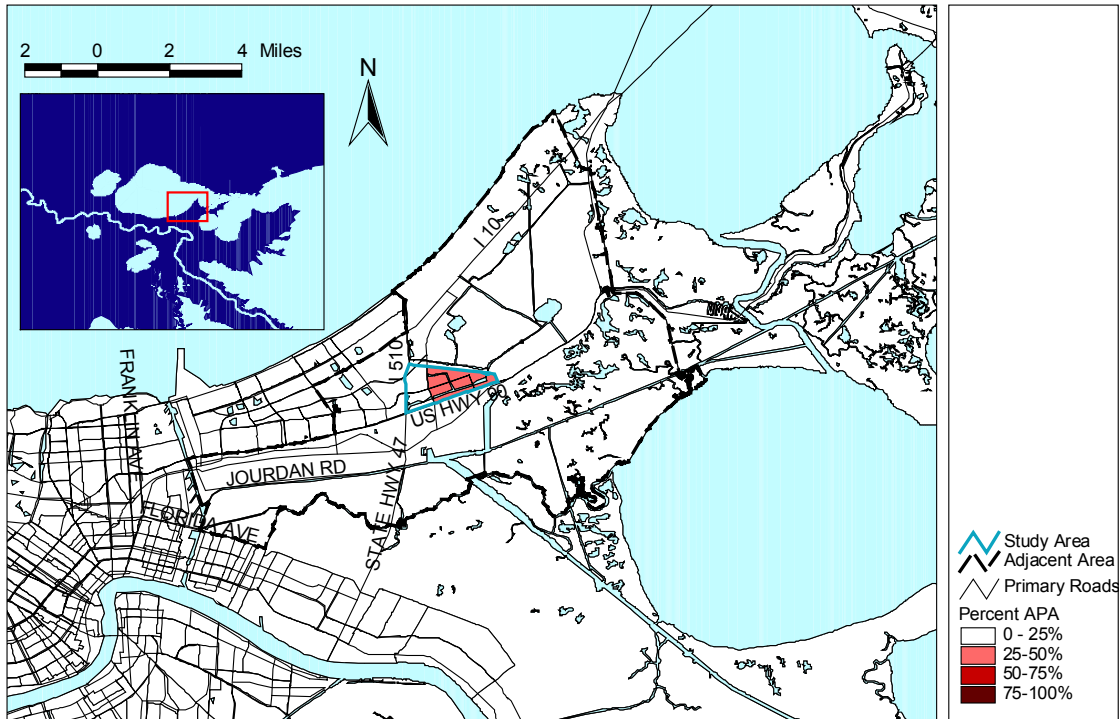 2 0 2 4 Miles
N
I 10
I 510
FRANKLIN AVE
US HWY 90
JOURDAN RD
STATE HWY 47
FLORIDA AVE
Study Area
Adjacent Area
Primary Roads
Percent APA
0 - 25%
25-50%
50-75%
75-100%